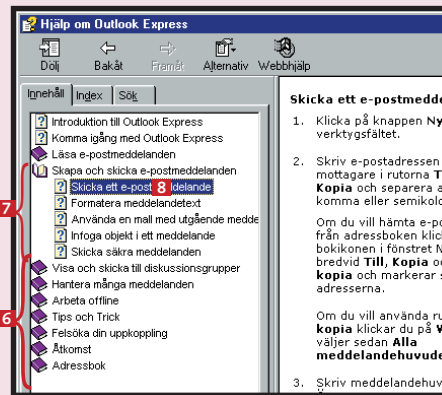 Hjälp om Outlook Express
Dölj Bakåt Framåt Alternativ Webbhjälp
Innehåll Index Sök
Introduktion till Outlook Express
Komma igång med Outlook Express
Läsa e-postmeddelanden
Skapa och skicka e-postmeddelanden
Skicka ett e-post 8 delande
Formatera meddelandetext
7
Använda en mall med utgående medde
Infoga objekt i ett meddelande
Skicka säkra meddelanden
Visa och skicka till diskussionsgrupper
Hantera många meddelanden
Arbeta offline
6
Tips och Trick
Felsöka din uppkoppling
Åtkomst
Adressbok
Skicka ett e-postmedde
1. Klicka på knappen Ny
verktygsfältet.
2. Skriv e-postadressen
mottagare i rutorna T
Kopia och separera a
komma eller semikolo
Om du vill hämta e-po
från adressboken klic
bokikonen i fönstret N
bredvid Till, Kopia oc
kopia och markerar s
adresserna.
Om du vill använda ru
kopia klickar du på V
väljer sedan Alla
meddelandehuvude
3. Skriv meddelandehuv